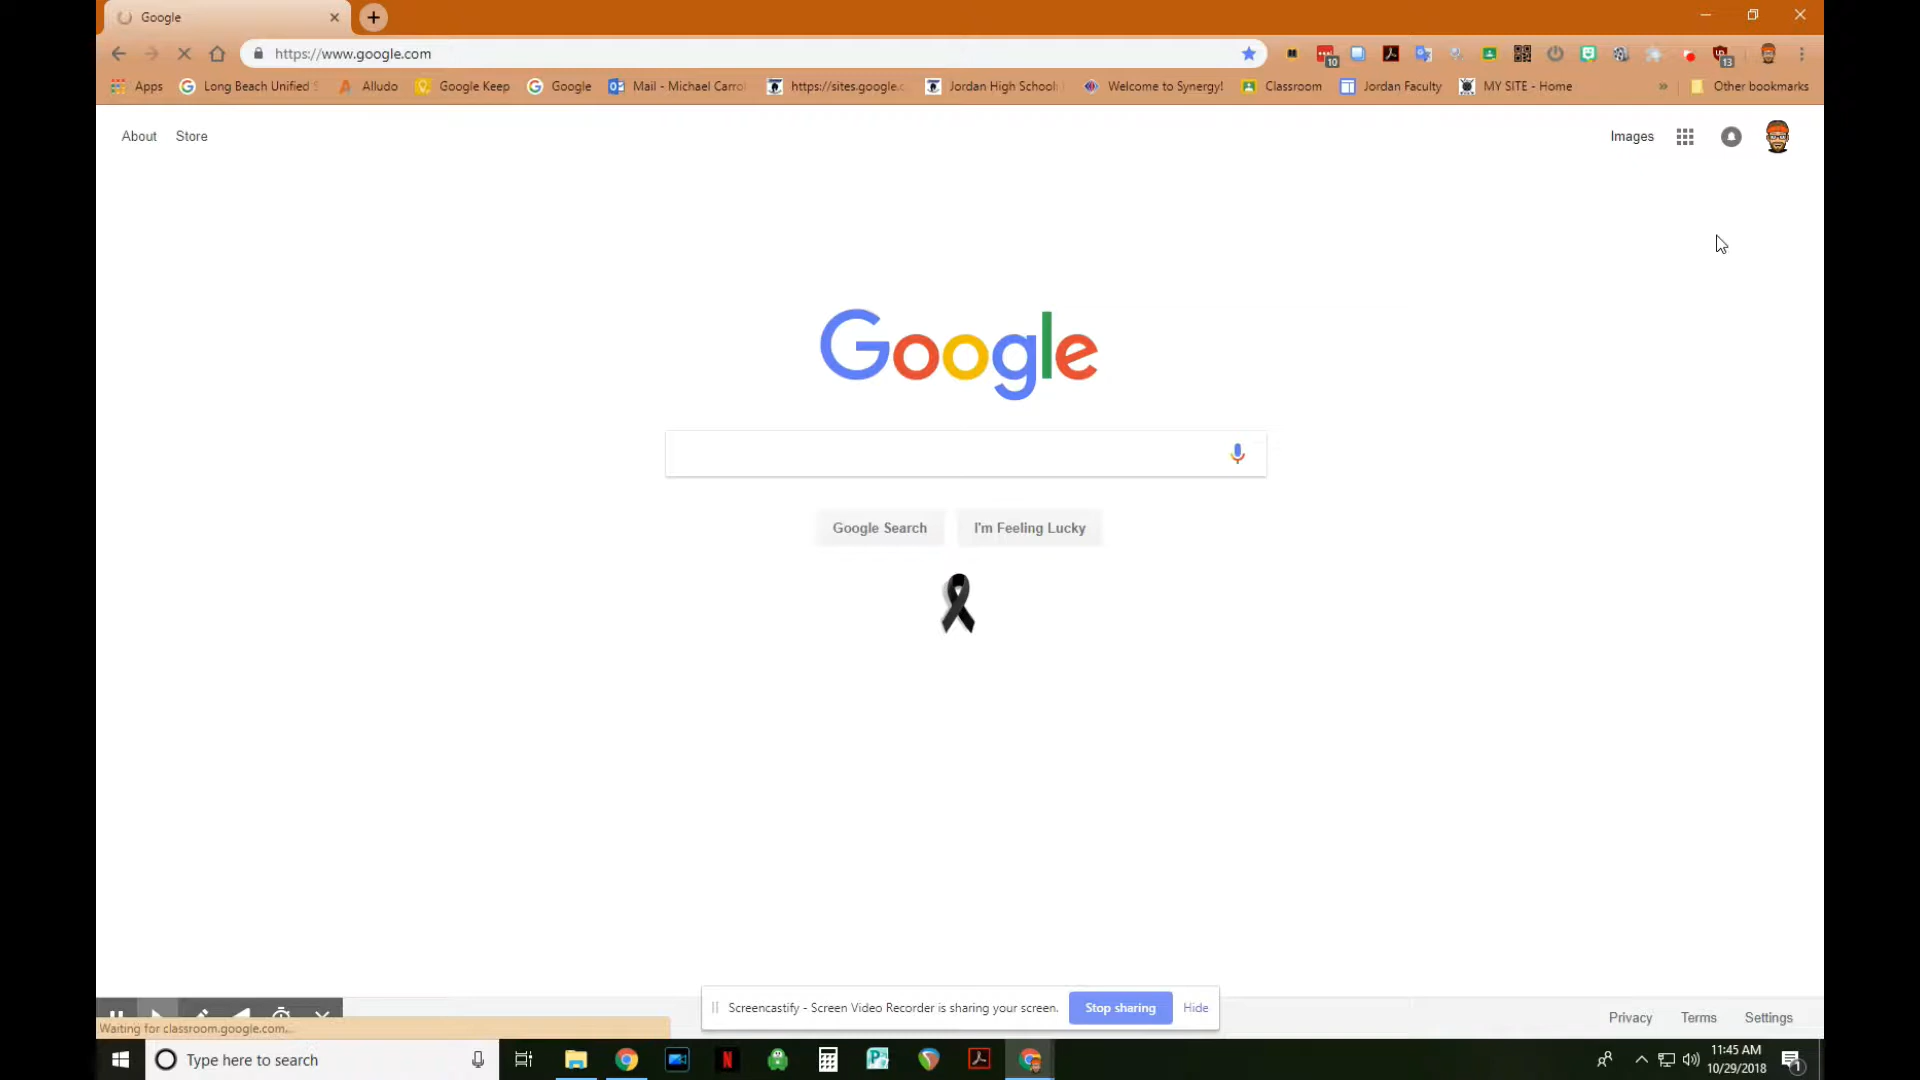 Google
https://www.google.com
10
13
Apps
Long Beach Unified
Alludo
Google Keep
Google
Mail - Michael Carrol
https://sites.google.c
Jordan High School
Welcome to Synergy!
Classroom
Jordan Faculty
MY SITE - Home
»
Other bookmarks
About
Store
Images
Google
Google Search
I'm Feeling Lucky
Screencastify - Screen Video Recorder is sharing your screen.
Stop sharing
Hide
Privacy
Terms
Settings
Waiting for classroom.google.com...
Type here to search
11:45 AM
10/29/2018
1